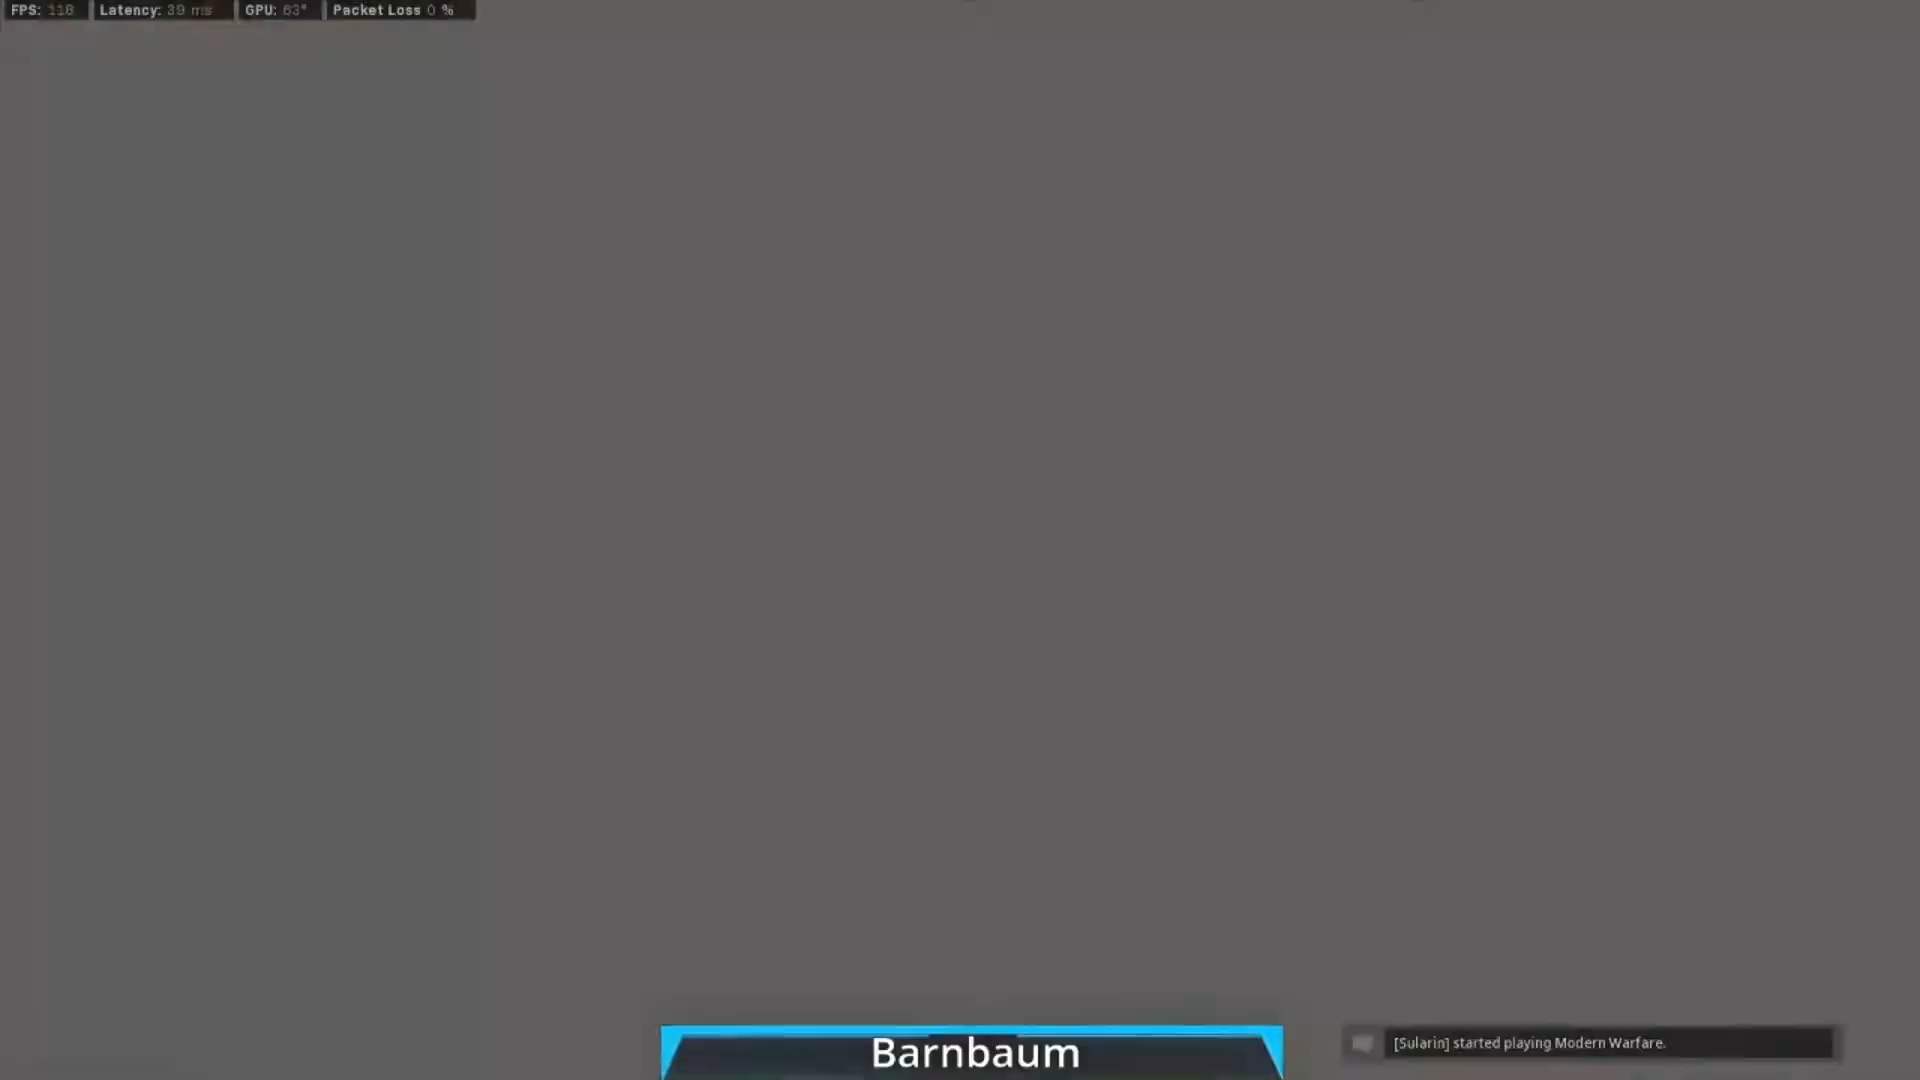 FPS: 118 Latency: 39 ms GPU: 63° Packet Loss 0 %
Barnbaum
[Sularin] started playing Modern Warfare.